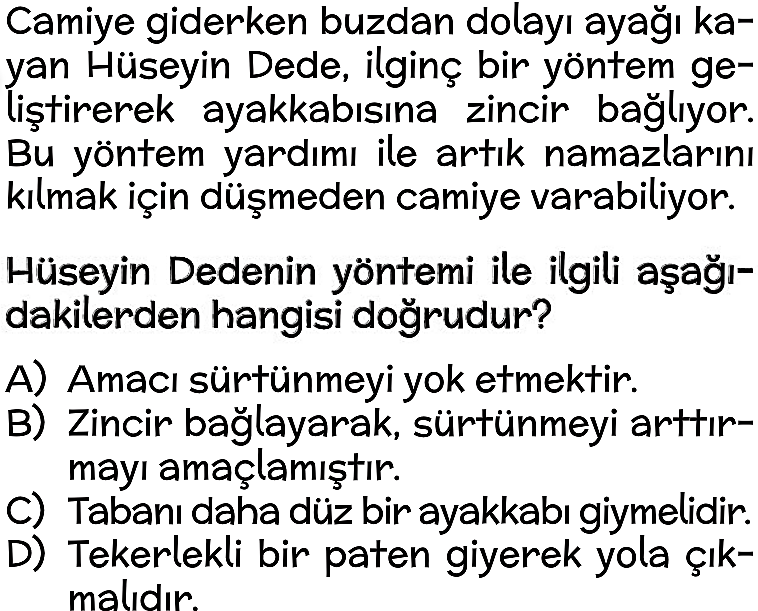 Camiye giderken buzdan dolayı ayağı ka-
yan Hüseyin Dede, ilginç bir yöntem ge-
liştirerek ayakkabısına zincir bağlıyor.
Bu yöntem yardımı ile artık namazlarını
kılmak için düşmeden camiye varabiliyor.
Hüseyin Dedenin yöntemi ile ilgili aşağı-
dakilerden hangisi doğrudur?
A) Amacı sürtünmeyi yok etmektir.
B) Zincir bağlayarak, sürtünmeyi arttır-
mayı amaçlamıştır.
C) Tabanı daha düz bir ayakkabı giymelidir.
D) Tekerlekli bir paten giyerek yola çık-
malıdır.